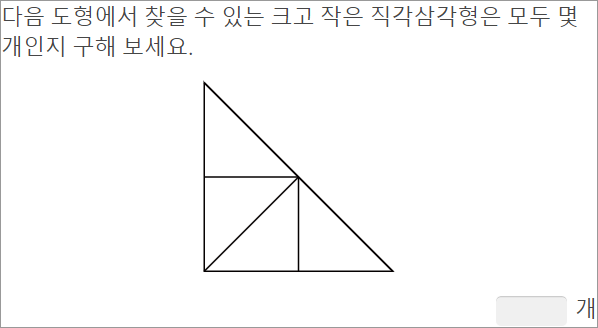 다음 도형에서 찾을 수 있는 크고 작은 직각삼각형은 모두 몇
개인지 구해 보세요.
개